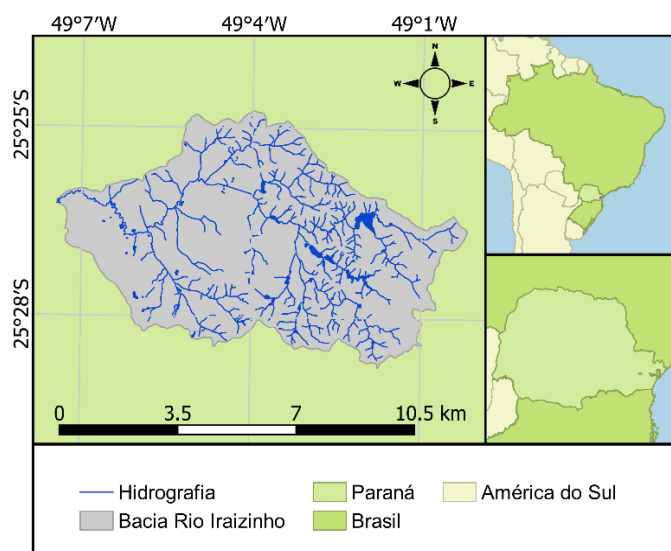 49°7'W 49°4'W 49°1'W
N
W E
S
25°25'S
25°28'S
0 3.5 7 10.5 km
Hidrografia Paraná América do Sul
Bacia Rio Iraizinho Brasil